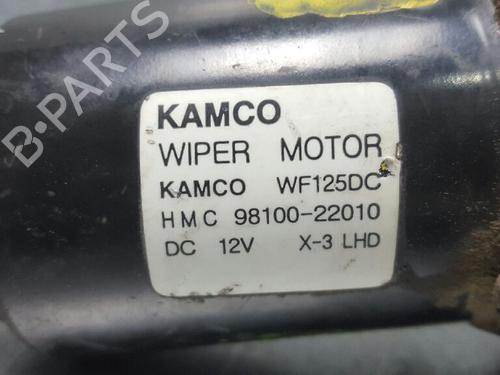 KAMCO
WIPER MOTOR
KAMCO WF125DC
HMC 98100-22010
DC 12V X-3 LHD
B-PARTS